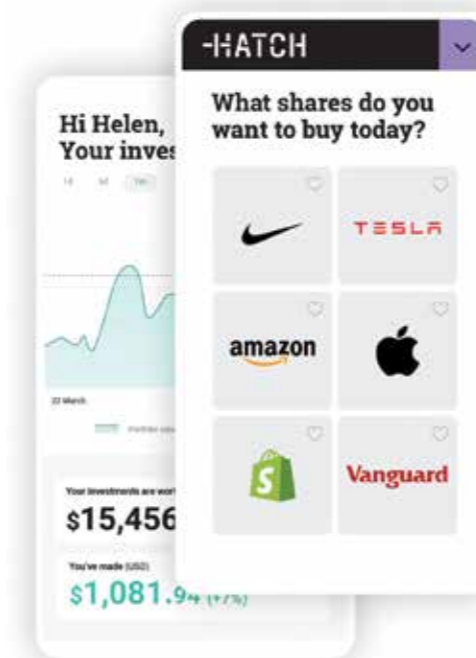 -HATCH
What shares do you
want to buy today?
TESLA
amazon
S
Vanguard
Hi Helen,
Your inves
22 March
Your investments are wor
$15,456
You've made (USD)
$1,081.94 (+7%)